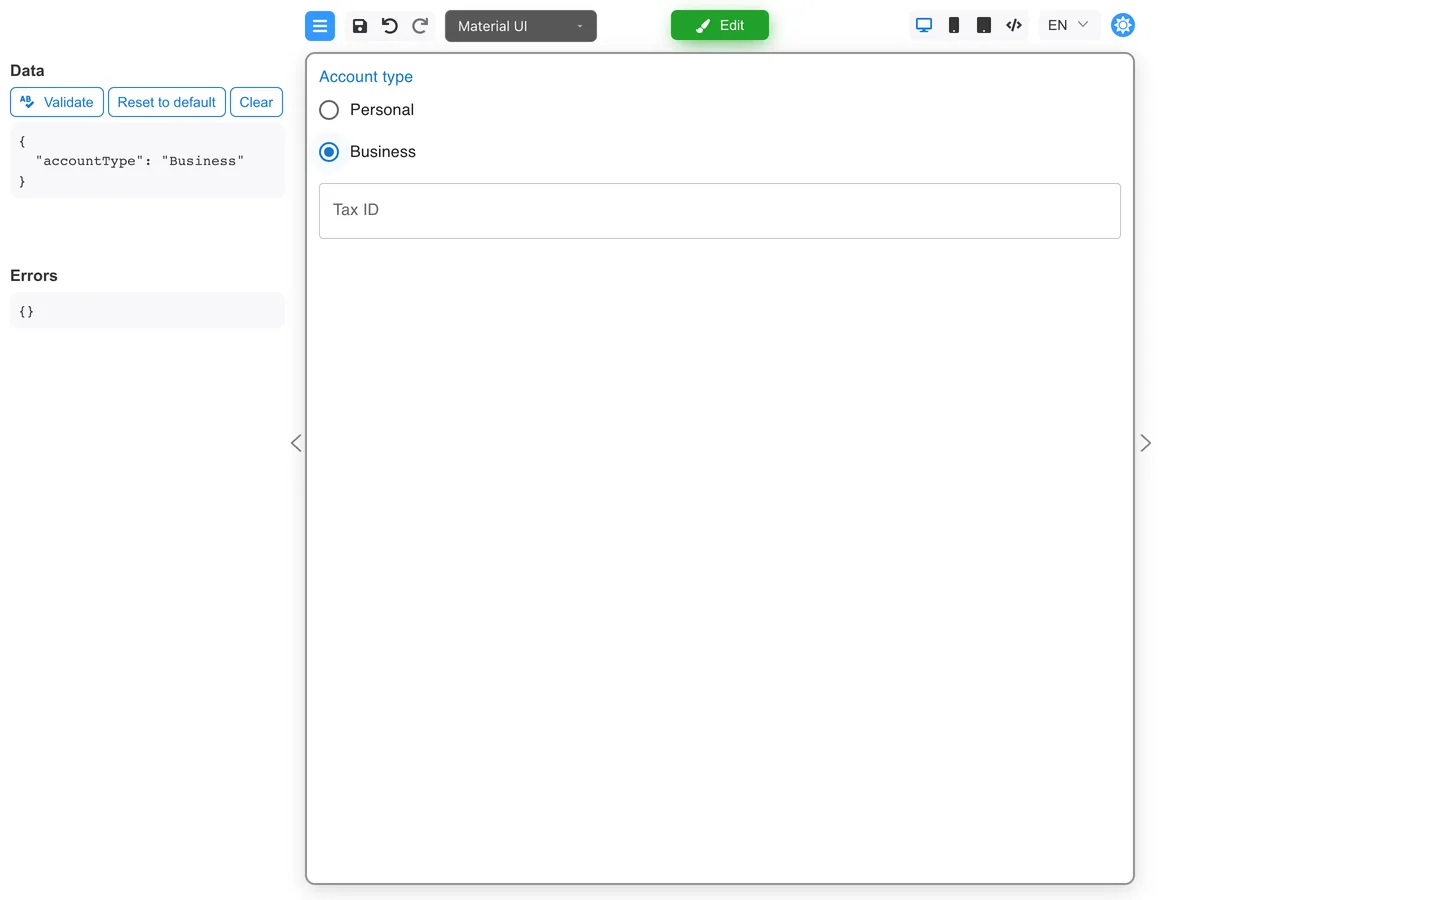 Material UI
Edit
EN
Data
AB
Validate
Reset to default
Clear
{
"accountType": "Business"
}
Errors
{}
Account type
Personal
Business
Tax ID